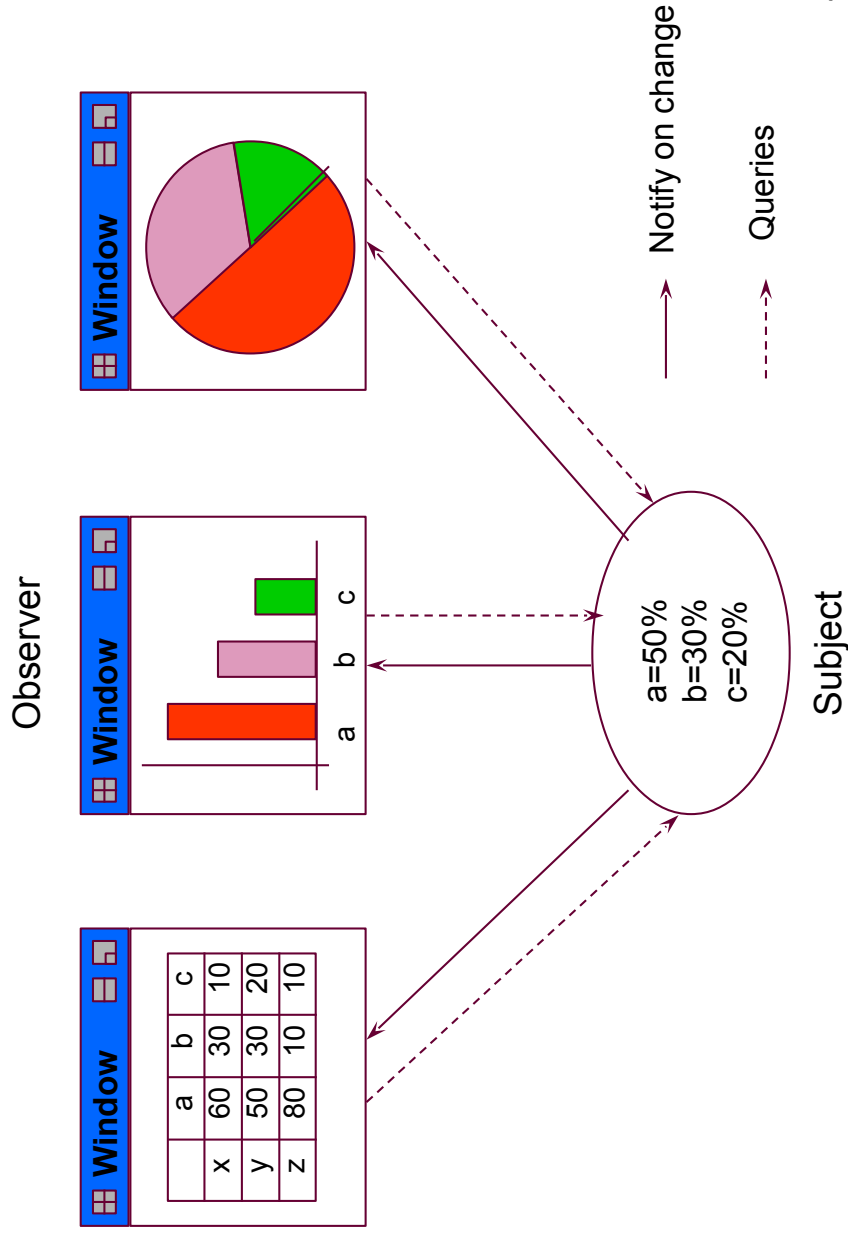 Observer
Window
Window
Window
a b c
x 60 30 10
y 50 30 20
z 80 10 10
a b c
a=50%
b=30%
c=20%
Subject
Notify on change
Queries